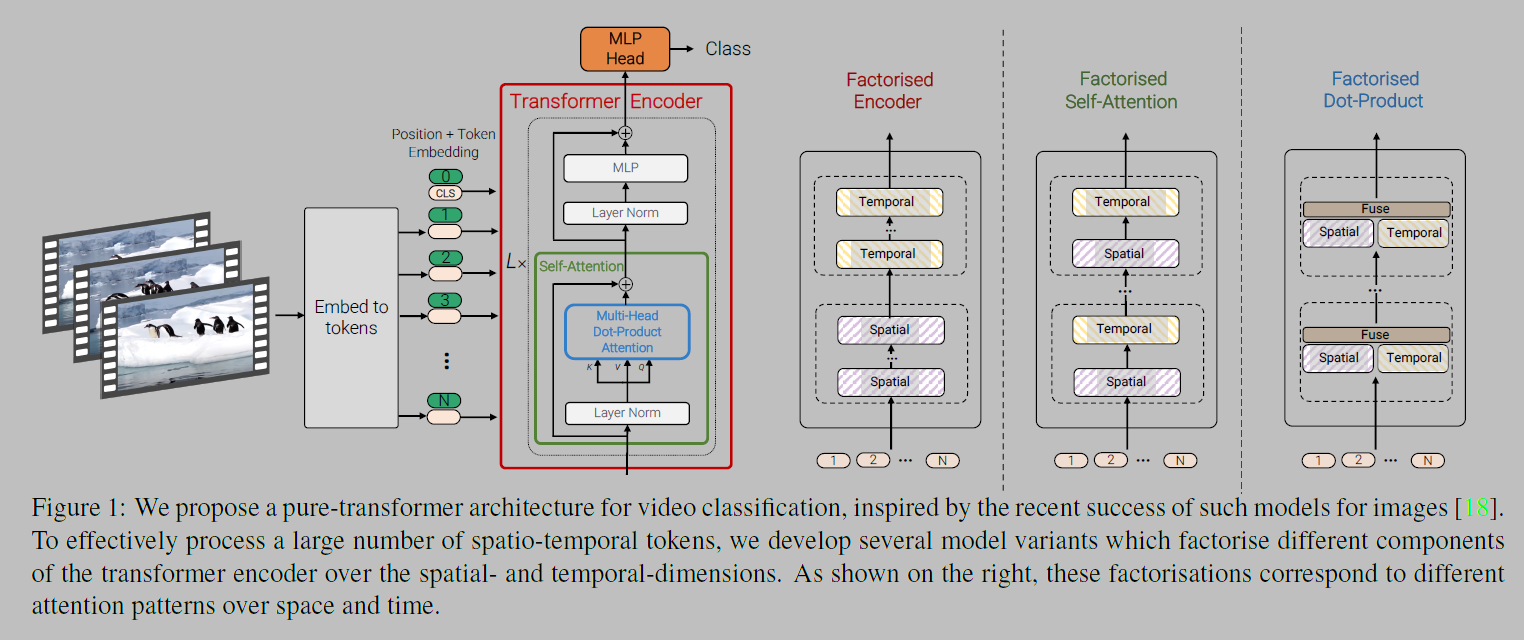 MLP
Head
Class
Transformer Encoder
Position + Token
Embedding
0
CLS
1
2
3
N
Embed to
tokens
L×
MLP
Layer Norm
Self-Attention
Multi-Head
Dot-Product
Attention
K V Q
Layer Norm
Factorised
Encoder
Temporal
...
Temporal
Spatial
...
Spatial
1 2 ... N
Factorised
Self-Attention
Temporal
Spatial
...
Temporal
Spatial
1 2 ... N
Factorised
Dot-Product
Fuse
Spatial Temporal
...
Fuse
Spatial Temporal
1 2 ... N
Figure 1: We propose a pure-transformer architecture for video classification, inspired by the recent success of such models for images [18].
To effectively process a large number of spatio-temporal tokens, we develop several model variants which factorise different components
of the transformer encoder over the spatial- and temporal-dimensions. As shown on the right, these factorisations correspond to different
attention patterns over space and time.